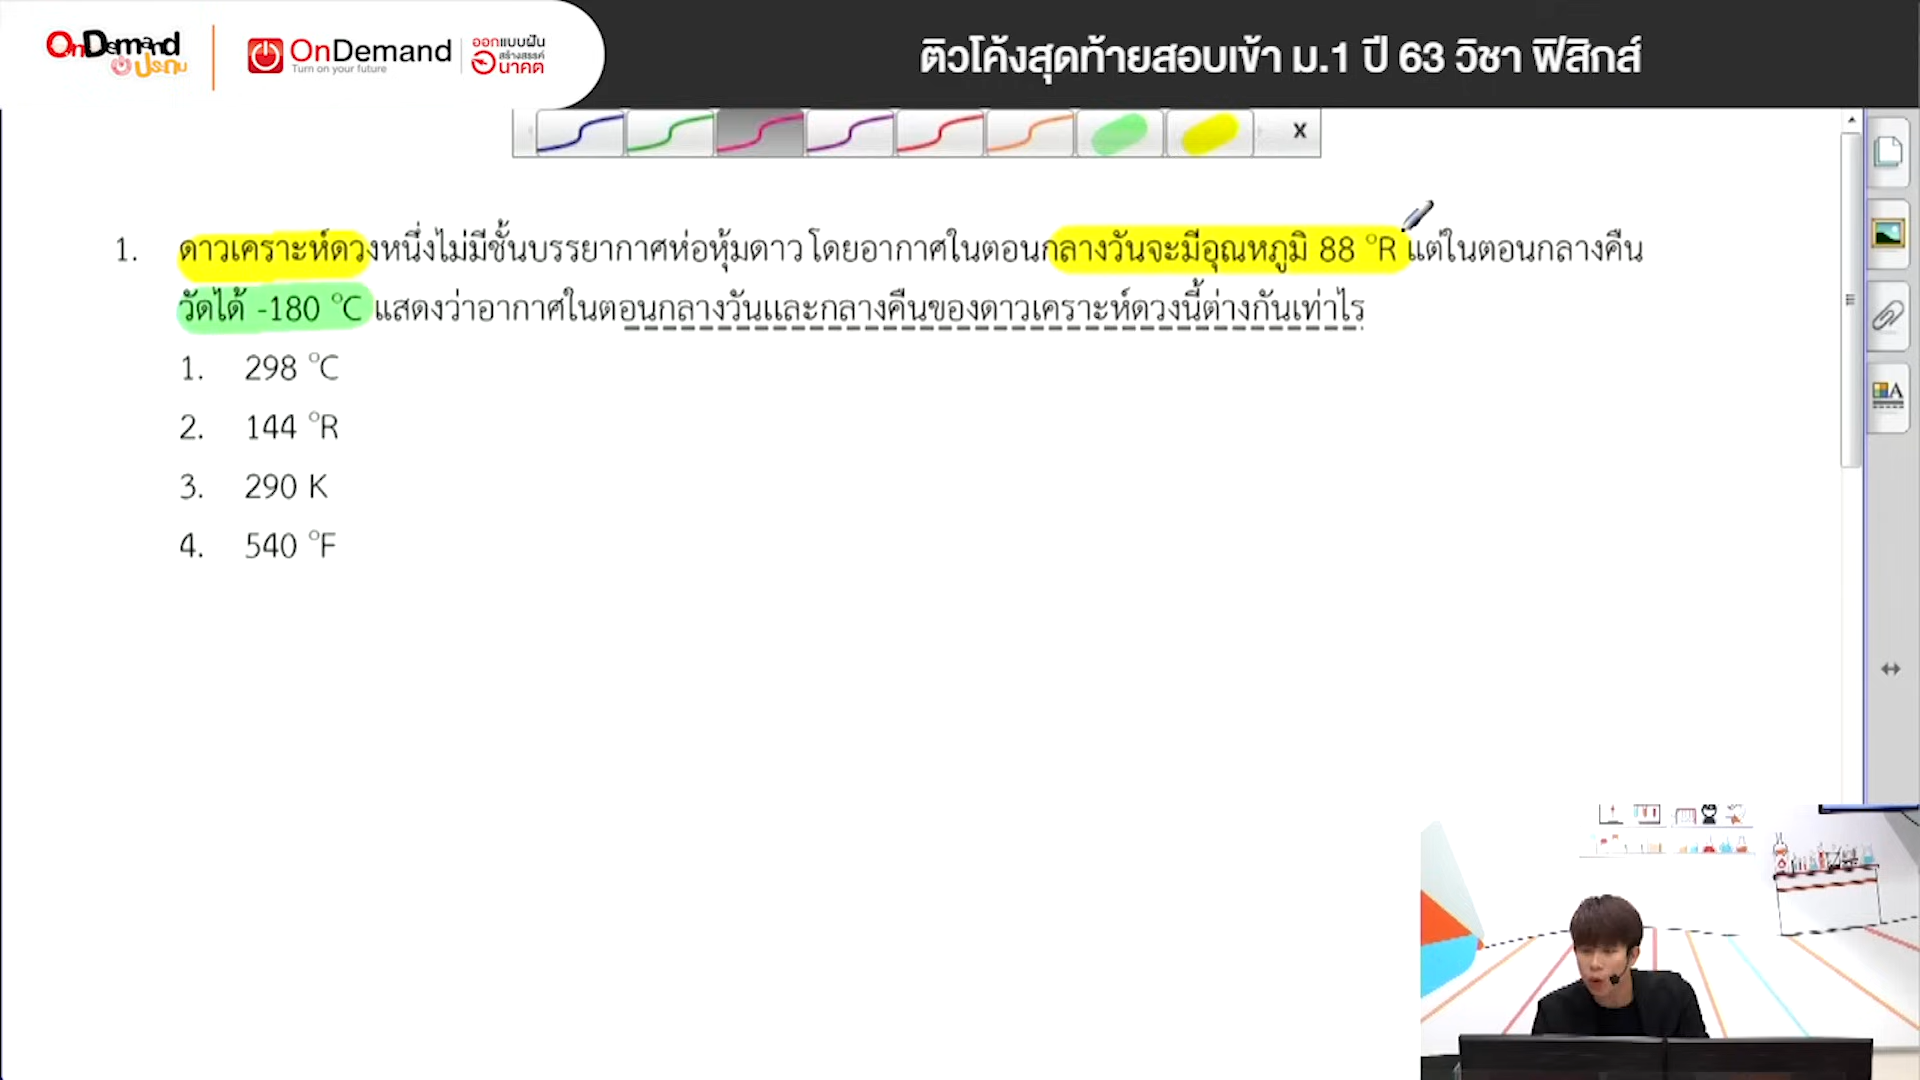 OnDemand ประถม
OnDemand
Turn on your future
ออกแบบฝัน
สร้างสรรค์
อนาคต
ติวโค้งสุดท้ายสอบเข้า ม.1 ปี 63 วิชา ฟิสิกส์
X
1. ดาวเคราะห์ดวงหนึ่งไม่มีชั้นบรรยากาศห่อหุ้มดาว โดยอากาศในตอนกลางวันจะมีอุณหภูมิ 88 °R แต่ในตอนกลางคืน
วัดได้ -180 °C แสดงว่าอากาศในตอนกลางวันและกลางคืนของดาวเคราะห์ดวงนี้ต่างกันเท่าไร
1. 298 °C
2. 144 °R
3. 290 K
4. 540 °F
A